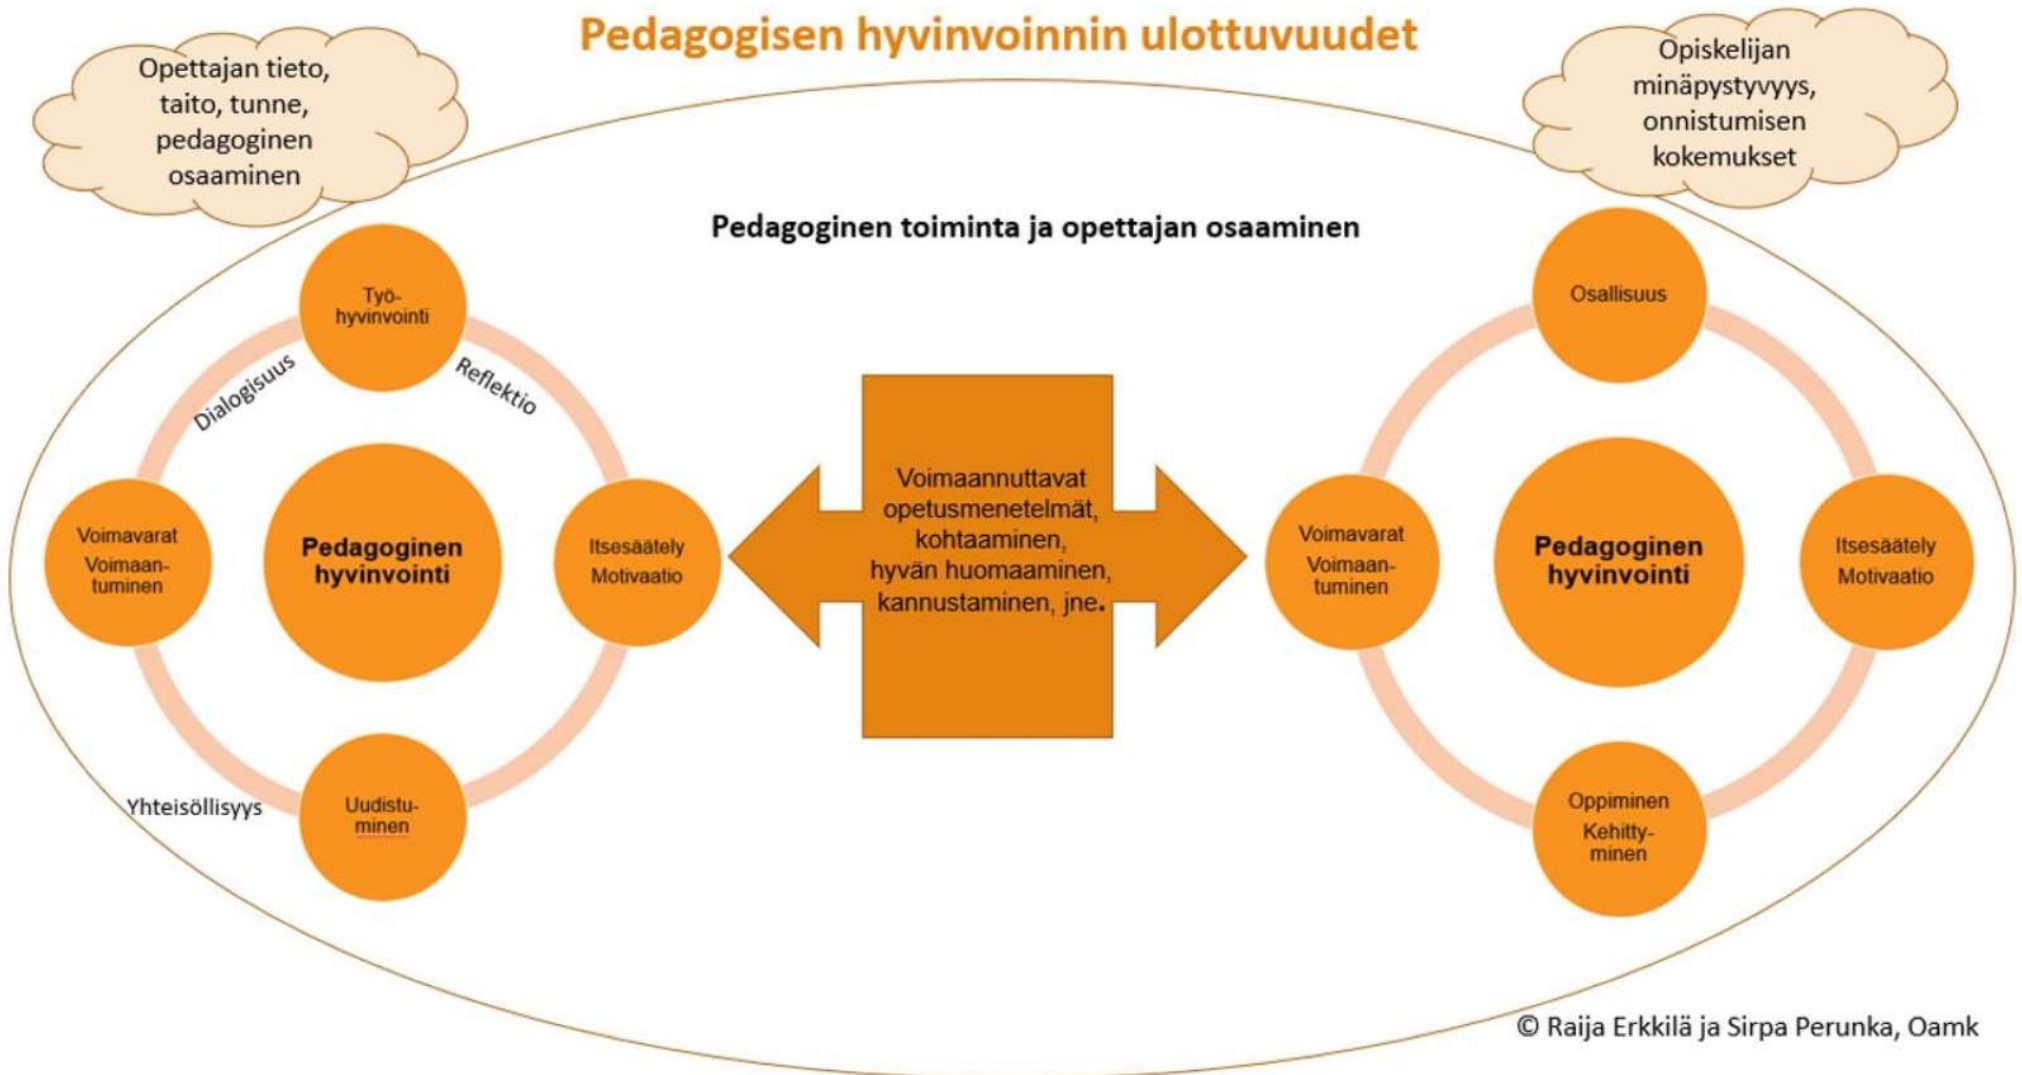 Pedagogisen hyvinvoinnin ulottuvuudet
Opettajan tieto,
taito, tunne,
pedagoginen
osaaminen
Opiskelijan
minäpystyvyys,
onnistumisen
kokemukset
Pedagoginen toiminta ja opettajan osaaminen
Työ-
hyvinvointi
Dialogisuus
Reflektio
Voimavarat
Voimaan-
tuminen
Pedagoginen
hyvinvointi
Itsesäätely
Motivaatio
Yhteisöllisyys
Uudistu-
minen
Voimaannuttavat
opetusmenetelmät,
kohtaaminen,
hyvän huomaaminen,
kannustaminen, jne.
Osallisuus
Voimavarat
Voimaan-
tuminen
Pedagoginen
hyvinvointi
Itsesäätely
Motivaatio
Oppiminen
Kehitty-
minen
© Raija Erkkilä ja Sirpa Perunka, Oamk